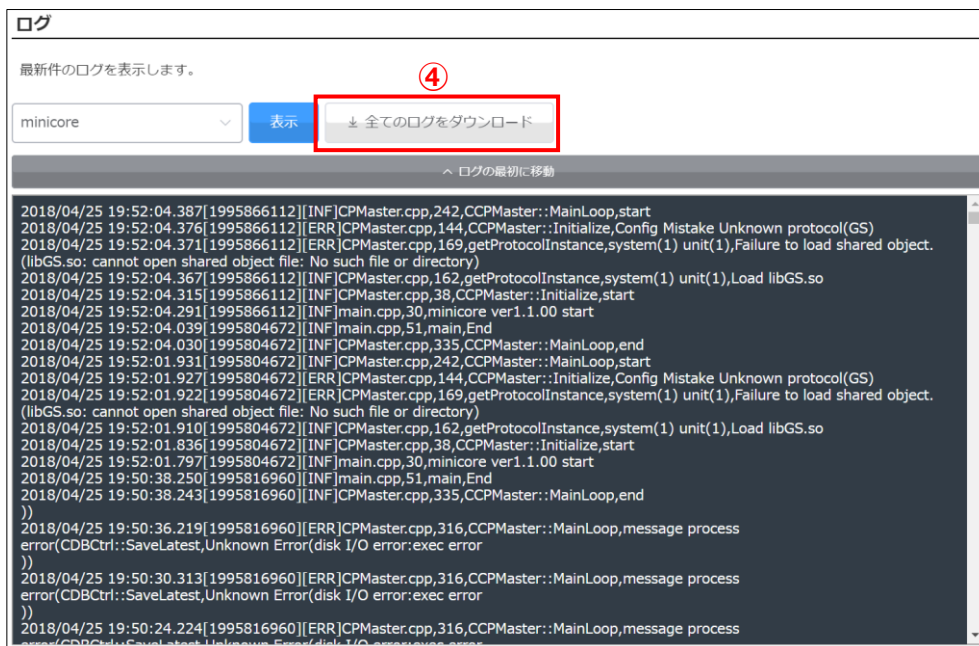 ログ
最新件のログを表示します。
④
minicore
表示
全てのログをダウンロード
ログの最初に移動
2018/04/25 19:52:04.387[1995866112][INF]CPMaster.cpp,242,CCPMaster::MainLoop,start
2018/04/25 19:52:04.376[1995866112][ERR]CPMaster.cpp,144,CCPMaster::Initialize,Config Mistake Unknown protocol(GS)
2018/04/25 19:52:04.371[1995866112][ERR]CPMaster.cpp,169,getProtocolInstance,system(1) unit(1),Failure to load shared object.
(libGS.so: cannot open shared object file: No such file or directory)
2018/04/25 19:52:04.367[1995866112][INF]CPMaster.cpp,162,getProtocolInstance,system(1) unit(1),Load libGS.so
2018/04/25 19:52:04.315[1995866112][INF]CPMaster.cpp,38,CCPMaster::Initialize,start
2018/04/25 19:52:04.291[1995866112][INF]main.cpp,30,minicore ver1.1.00 start
2018/04/25 19:52:04.039[1995804672][INF]main.cpp,51,main,End
2018/04/25 19:52:04.030[1995804672][INF]CPMaster.cpp,335,CCPMaster::MainLoop,end
2018/04/25 19:52:01.931[1995804672][INF]CPMaster.cpp,242,CCPMaster::MainLoop,start
2018/04/25 19:52:01.927[1995804672][ERR]CPMaster.cpp,144,CCPMaster::Initialize,Config Mistake Unknown protocol(GS)
2018/04/25 19:52:01.922[1995804672][ERR]CPMaster.cpp,169,getProtocolInstance,system(1) unit(1),Failure to load shared object.
(libGS.so: cannot open shared object file: No such file or directory)
2018/04/25 19:52:01.910[1995804672][INF]CPMaster.cpp,162,getProtocolInstance,system(1) unit(1),Load libGS.so
2018/04/25 19:52:01.836[1995804672][INF]CPMaster.cpp,38,CCPMaster::Initialize,start
2018/04/25 19:52:01.797[1995804672][INF]main.cpp,30,minicore ver1.1.00 start
2018/04/25 19:50:38.250[1995816960][INF]main.cpp,51,main,End
2018/04/25 19:50:38.243[1995816960][INF]CPMaster.cpp,335,CCPMaster::MainLoop,end
))
2018/04/25 19:50:36.219[1995816960][ERR]CPMaster.cpp,316,CCPMaster::MainLoop,message process
error(CDBCtrl::SaveLatest,Unknown Error(disk I/O error:exec error
))
2018/04/25 19:50:30.313[1995816960][ERR]CPMaster.cpp,316,CCPMaster::MainLoop,message process
error(CDBCtrl::SaveLatest,Unknown Error(disk I/O error:exec error
))
2018/04/25 19:50:24.224[1995816960][ERR]CPMaster.cpp,316,CCPMaster::MainLoop,message process
error(CDBCtrl::SaveLatest,Unknown Error(disk I/O error:exec error